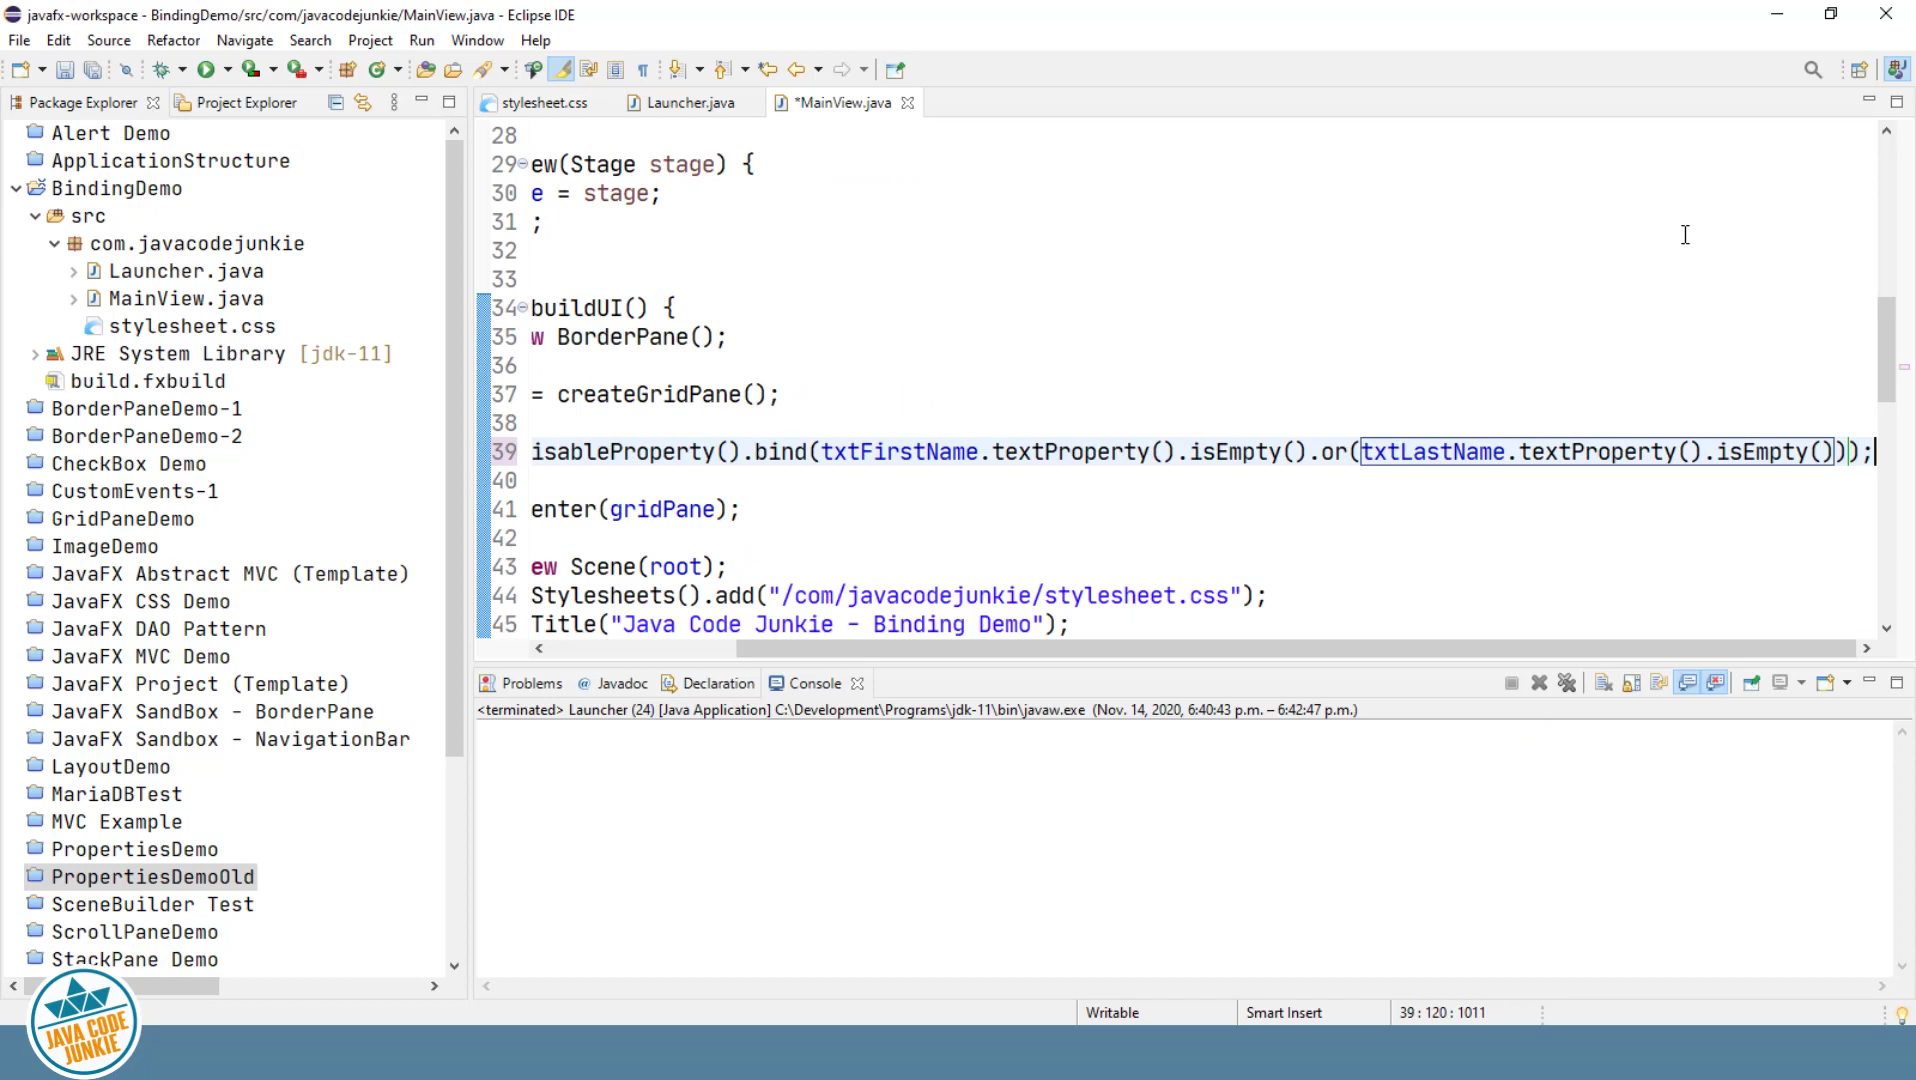 javafx-workspace - BindingDemo/src/com/javacodejunkie/MainView.java - Eclipse IDE
File Edit Source Refactor Navigate Search Project Run Window Help
Package Explorer Project Explorer
Alert Demo
ApplicationStructure
BindingDemo
src
com.javacodejunkie
Launcher.java
MainView.java
stylesheet.css
JRE System Library [jdk-11]
build.fxbuild
BorderPaneDemo-1
BorderPaneDemo-2
CheckBox Demo
CustomEvents-1
GridPaneDemo
ImageDemo
JavaFX Abstract MVC (Template)
JavaFX CSS Demo
JavaFX DAO Pattern
JavaFX MVC Demo
JavaFX Project (Template)
JavaFX SandBox - BorderPane
JavaFX Sandbox - NavigationBar
LayoutDemo
MariaDBTest
MVC Example
PropertiesDemo
PropertiesDemoOld
SceneBuilder Test
ScrollPaneDemo
StackPane Demo
stylesheet.css Launcher.java *MainView.java
28
29 ew(Stage stage) {
30 e = stage;
31 ;
32
33
34 buildUI() {
35 w BorderPane();
36
37 = createGridPane();
38
39 isableProperty().bind(txtFirstName.textProperty().isEmpty().or(txtLastName.textProperty().isEmpty()));
40
41 enter(gridPane);
42
43 ew Scene(root);
44 Stylesheets().add("/com/javacodejunkie/stylesheet.css");
45 Title("Java Code Junkie - Binding Demo");
Problems Javadoc Declaration Console
<terminated> Launcher (24) [Java Application] C:\Development\Programs\jdk-11\bin\javaw.exe (Nov. 14, 2020, 6:40:43 p.m. – 6:42:47 p.m.)
Writable Smart Insert 39 : 120 : 1011
JAVA CODE
JUNKIE